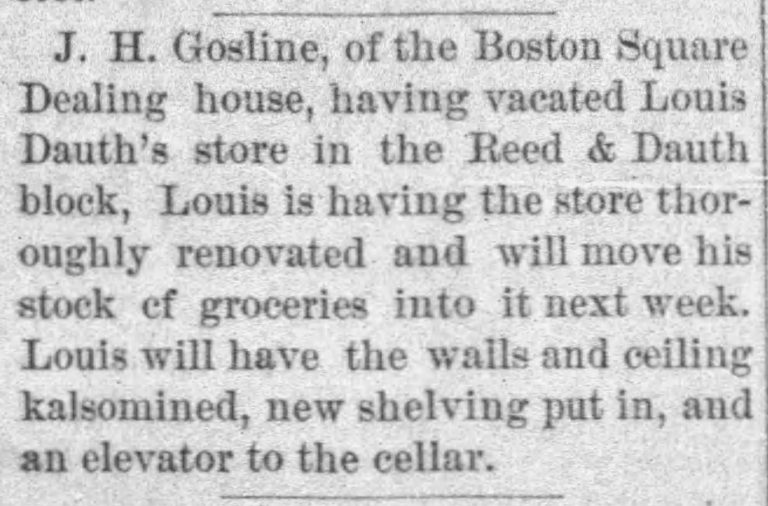 J. H. Gosline, of the Boston Square
Dealing house, having vacated Louis
Dauth's store in the Reed & Dauth
block, Louis is having the store thor-
oughly renovated and will move his
stock cf groceries into it next week.
Louis will have the walls and ceiling
kalsomined, new shelving put in, and
an elevator to the cellar.